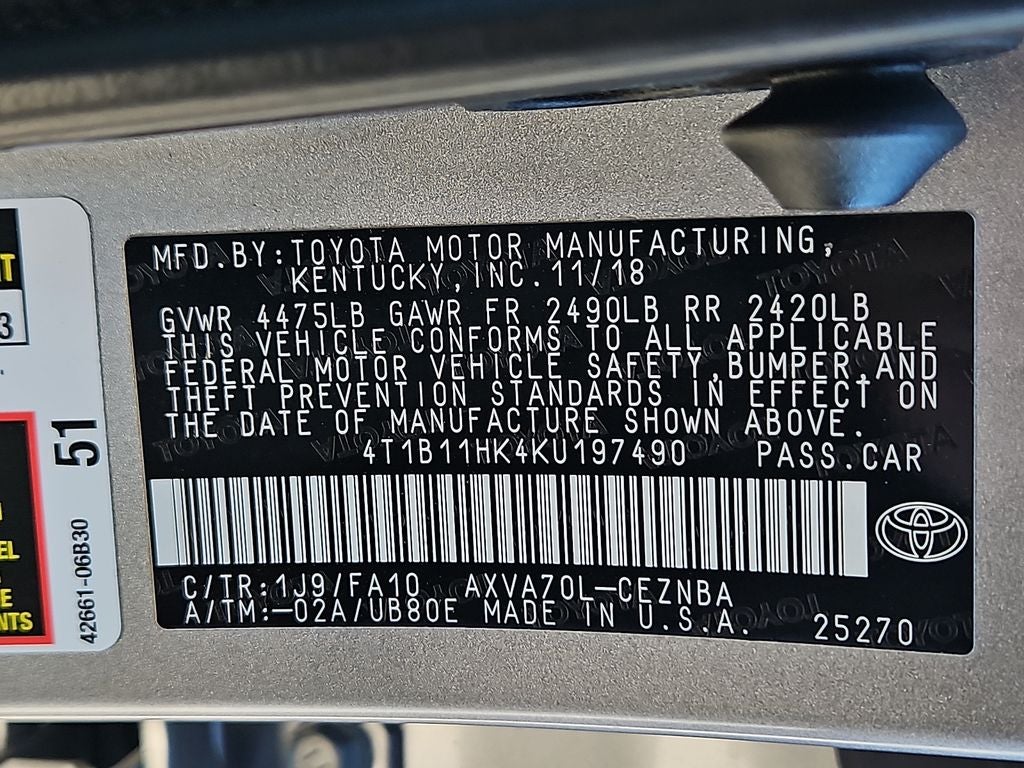 MFD.BY:TOYOTA MOTOR MANUFACTURING,
KENTUCKY,INC.11/18
GVWR 4475LB GAWR FR 2490LB RR 2420LB
THIS VEHICLE CONFORMS TO ALL APPLICABLE
FEDERAL MOTOR VEHICLE SAFETY,BUMPER,AND
THEFT PREVENTION STANDARDS IN EFFECT ON
THE DATE OF MANUFACTURE SHOWN ABOVE.
4T1B11HK4KU197490 PASS.CAR
C/TR:1J9/FA10 AXVA70L-CEZNBA
A/TM:-02A/UB80E MADE IN U.S.A. 25270
51
42661-06B30
3